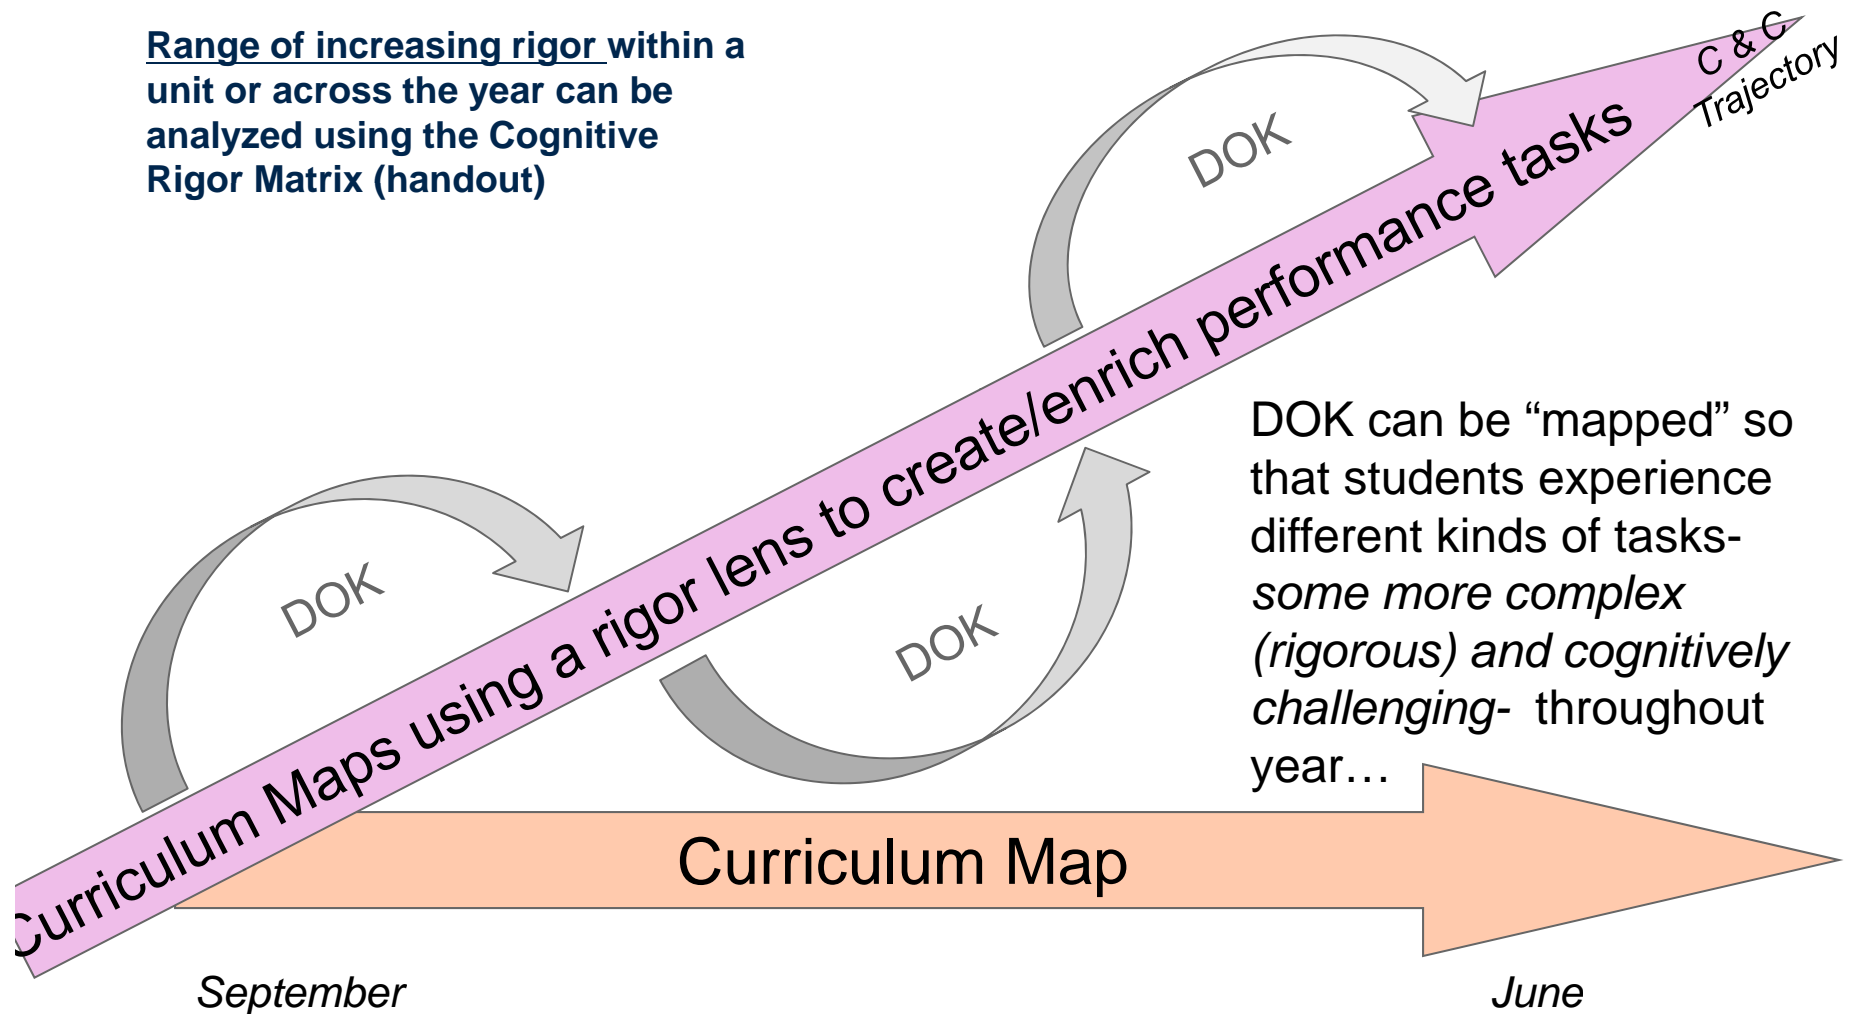 Range of increasing rigor within a
unit or across the year can be
analyzed using the Cognitive
Rigor Matrix (handout)
C & C
Trajectory
DOK
Curriculum Maps using a rigor lens to create/enrich performance tasks
DOK
DOK
DOK can be “mapped” so
that students experience
different kinds of tasks-
some more complex
(rigorous) and cognitively
challenging- throughout
year…
Curriculum Map
September
June